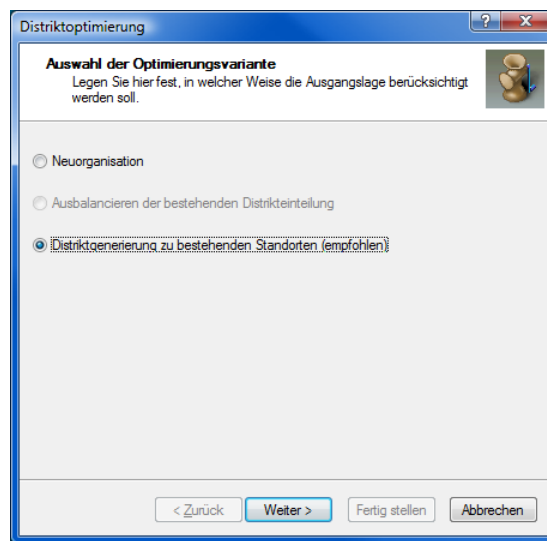 Distriktoptimierung
? X
Auswahl der Optimierungsvariante
Legen Sie hier fest, in welcher Weise die Ausgangslage berücksichtigt
werden soll.
Neuorganisation
Ausbalancieren der bestehenden Distrikteinteilung
Distriktgenerierung zu bestehenden Standorten (empfohlen)
< Zurück Weiter > Fertig stellen Abbrechen